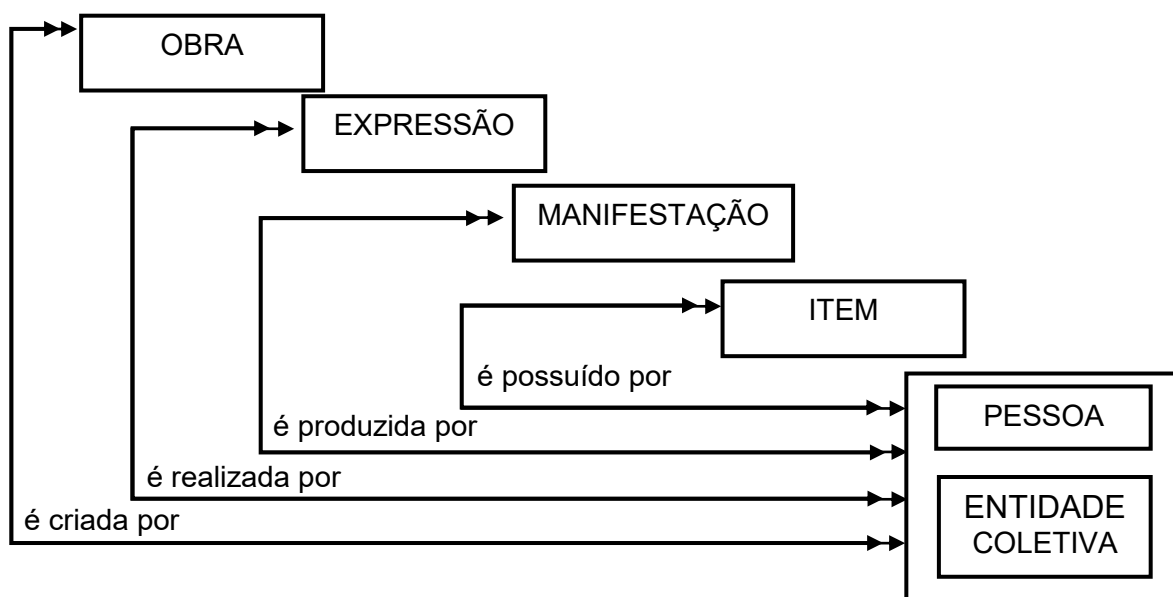 OBRA
EXPRESSÃO
MANIFESTAÇÃO
ITEM
é possuído por
PESSOA
é produzida por
é realizada por
ENTIDADE
COLETIVA
é criada por